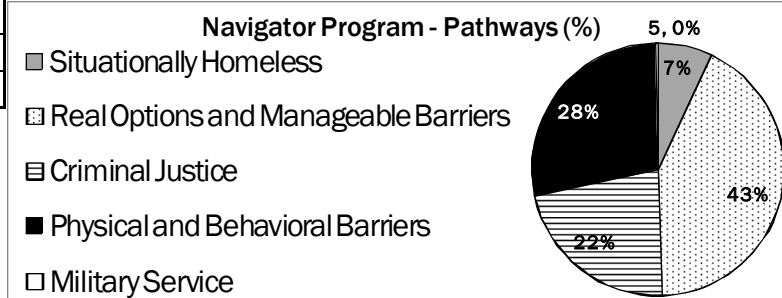 Navigator Program - Pathways (%)
Situationally Homeless
Real Options and Manageable Barriers
Criminal Justice
Physical and Behavioral Barriers
Military Service
5, 0%
7%
28%
43%
22%